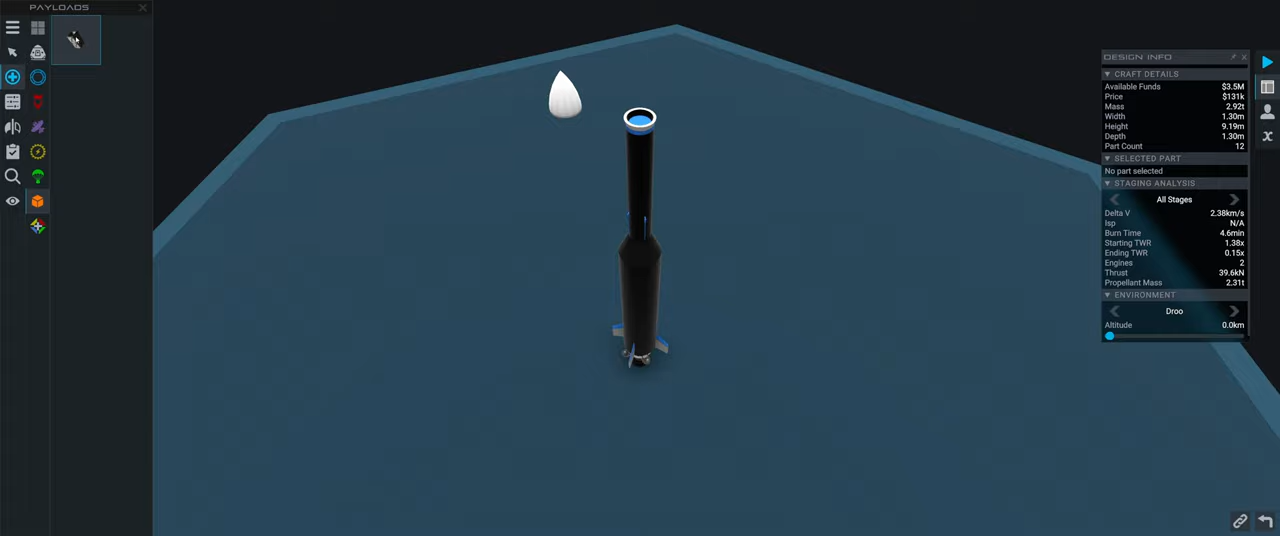 PAYLOADS
DESIGN INFO
CRAFT DETAILS
Available Funds $3.5M
Price $131k
Mass 2.92t
Width 1.30m
Height 9.19m
Depth 1.30m
Part Count 12
SELECTED PART
No part selected
STAGING ANALYSIS
All Stages
Delta V 2.38km/s
Isp N/A
Burn Time 4.6min
Starting TWR 1.38x
Ending TWR 0.15x
Engines 2
Thrust 39.6kN
Propellant Mass 2.31t
ENVIRONMENT
Droo
Altitude 0.0km